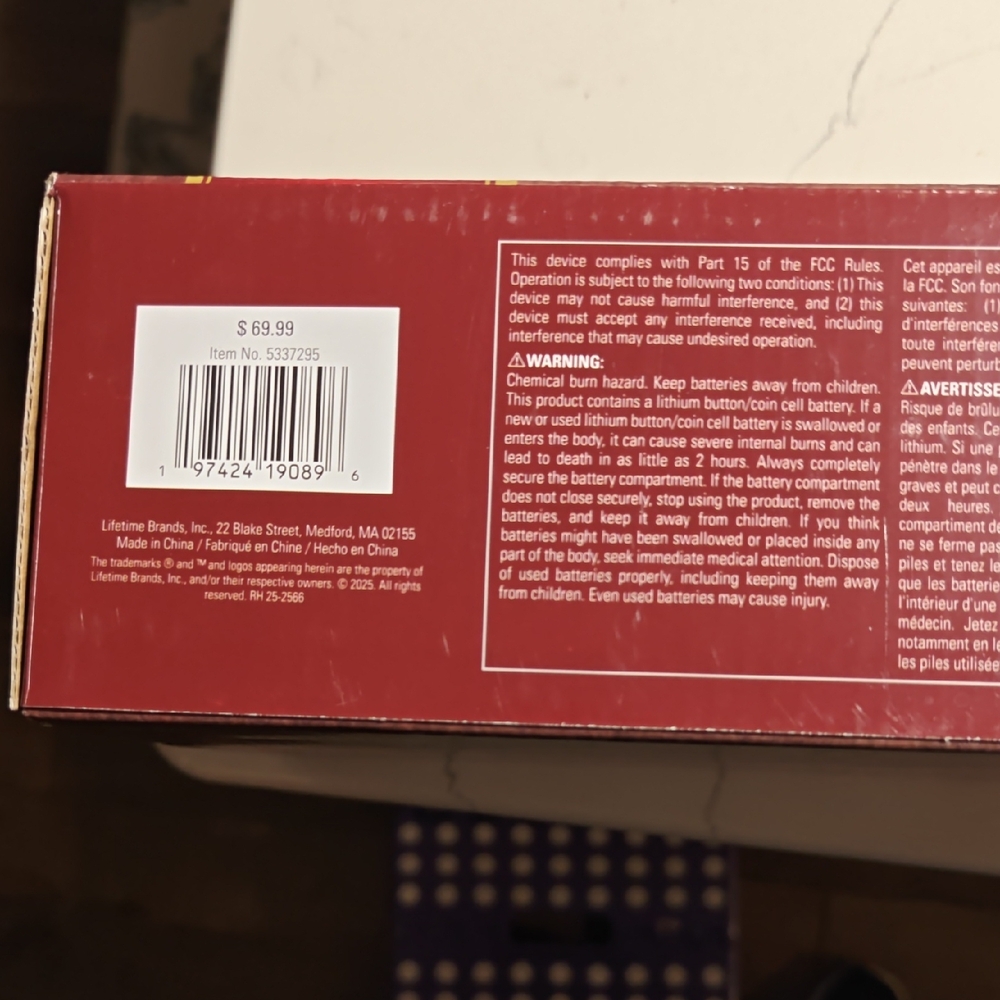 $ 69.99
Item No. 5337295
1 97424 19089 6
Lifetime Brands, Inc., 22 Blake Street, Medford, MA 02155
Made in China / Fabriqué en Chine / Hecho en China
The trademarks ® and ™ and logos appearing herein are the property of
Lifetime Brands, Inc., and/or their respective owners. © 2025. All rights
reserved. RH 25-2566
This device complies with Part 15 of the FCC Rules.
Operation is subject to the following two conditions: (1) This
device may not cause harmful interference, and (2) this
device must accept any interference received, including
interference that may cause undesired operation.
⚠WARNING:
Chemical burn hazard. Keep batteries away from children.
This product contains a lithium button/coin cell battery. If a
new or used lithium button/coin cell battery is swallowed or
enters the body, it can cause severe internal burns and can
lead to death in as little as 2 hours. Always completely
secure the battery compartment. If the battery compartment
does not close securely, stop using the product, remove the
batteries, and keep it away from children. If you think
batteries might have been swallowed or placed inside any
part of the body, seek immediate medical attention. Dispose
of used batteries properly, including keeping them away
from children. Even used batteries may cause injury.
Cet appareil es
la FCC. Son fon
suivantes: (1)
d'interférences
toute interfére
peuvent perturb
⚠AVERTISSE
Risque de brûlu
des enfants. Ce
lithium. Si une
pénètre dans le
graves et peut
deux heures.
compartiment d
ne se ferme pas
piles et tenez le
que les batterie
l'intérieur d'une
médecin. Jetez
notamment en le
les piles utilisée